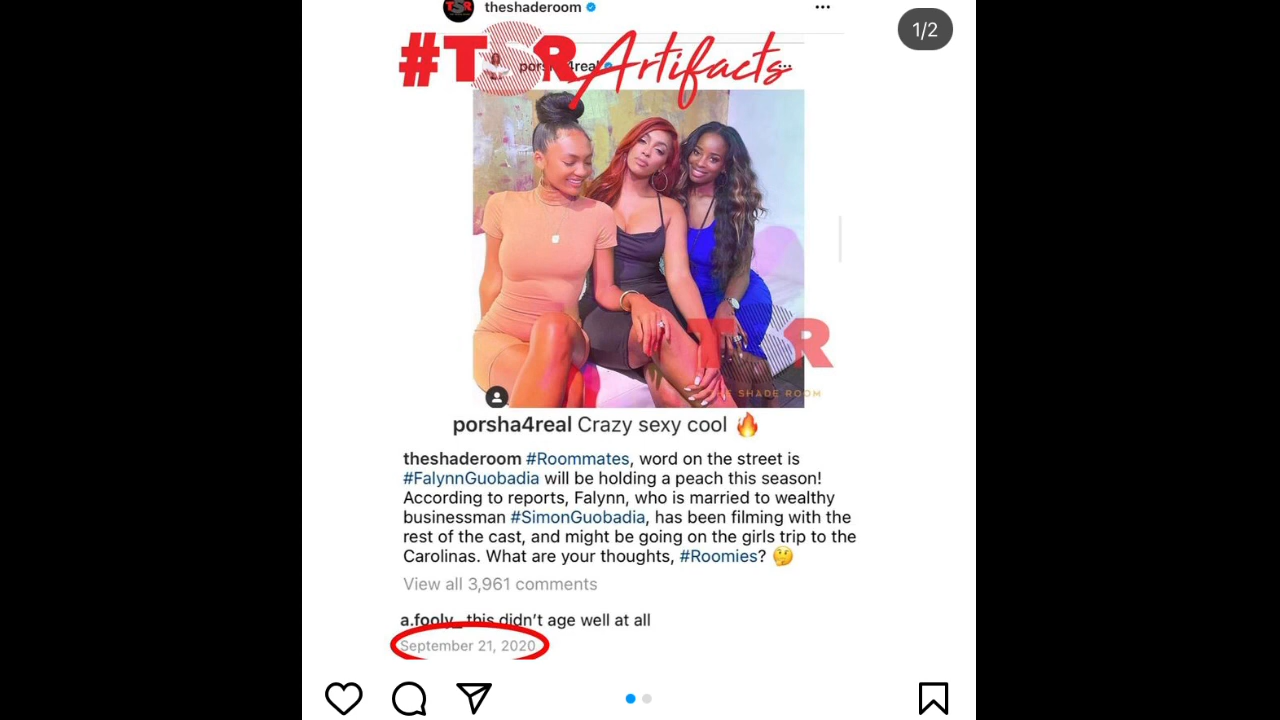 TSR theshaderoom
1/2
#TSR Artifacts
porsha4real
TSR
THE SHADE ROOM
porsha4real Crazy sexy cool 🔥
theshaderoom #Roommates, word on the street is
#FalynnGuobadia will be holding a peach this season!
According to reports, Falynn, who is married to wealthy
businessman #SimonGuobadia, has been filming with the
rest of the cast, and might be going on the girls trip to the
Carolinas. What are your thoughts, #Roomies? 🤔
View all 3,961 comments
a.fooly_ this didn’t age well at all
September 21, 2020